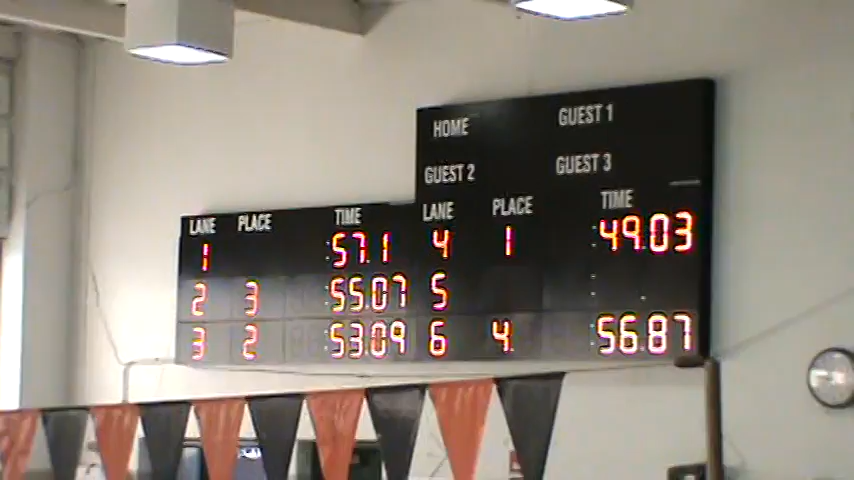 HOME GUEST 1
GUEST 2 GUEST 3
LANE PLACE TIME LANE PLACE TIME
1 :57.1 4 1 :49.03
2 3 :55.07 5 : .
3 2 :53.09 6 4. :56.87